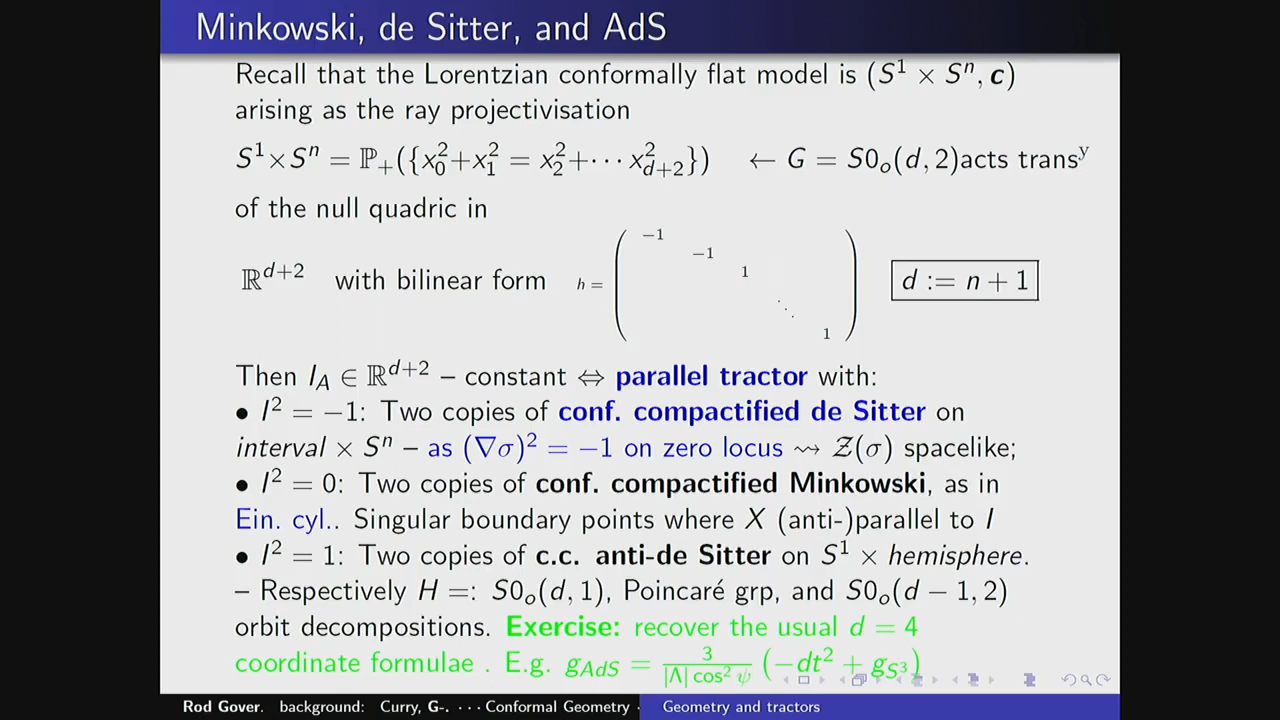 Minkowski, de Sitter, and AdS
Recall that the Lorentzian conformally flat model is (S¹ × Sⁿ, c)
arising as the ray projectivisation
S¹×Sⁿ = ℙ₊({x₀²+x₁² = x₂²+··· x²_{d+2}}) ← G = S0ₒ(d, 2)acts transʸ
of the null quadric in
ℝ^{d+2} with bilinear form h = ( −1 −1 1 ⋱ 1 ) d := n + 1
Then I_A ∈ ℝ^{d+2} – constant ⇔ parallel tractor with:
• I² = −1: Two copies of conf. compactified de Sitter on
interval × Sⁿ – as (∇σ)² = −1 on zero locus ⇝ 𝒵(σ) spacelike;
• I² = 0: Two copies of conf. compactified Minkowski, as in
Ein. cyl.. Singular boundary points where X (anti-)parallel to I
• I² = 1: Two copies of c.c. anti-de Sitter on S¹ × hemisphere.
– Respectively H =: S0ₒ(d, 1), Poincaré grp, and S0ₒ(d − 1, 2)
orbit decompositions. Exercise: recover the usual d = 4
coordinate formulae . E.g. g_{AdS} = 3/(|Λ| cos² ψ) (−dt² + g_{S³})
Rod Gover. background: Curry, G-. ··· Conformal Geometry · Geometry and tractors